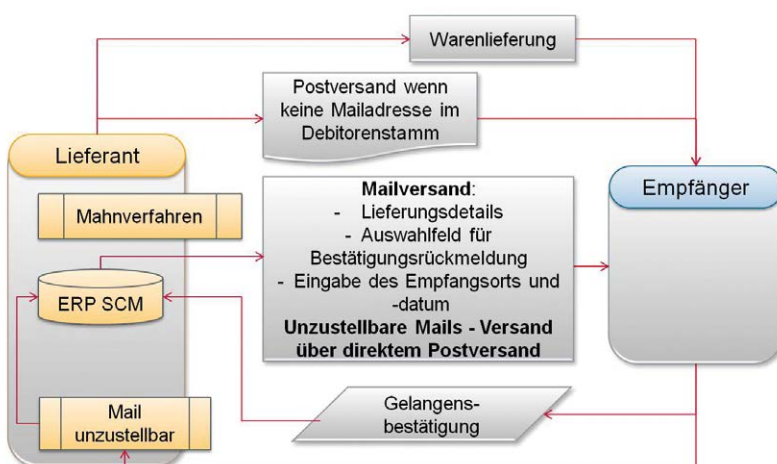 Warenlieferung
Postversand wenn
keine Mailadresse im
Debitorenstamm
Lieferant
Mahnverfahren
ERP SCM
Mail
unzustellbar
Mailversand:
- Lieferungsdetails
- Auswahlfeld für
Bestätigungsrückmeldung
- Eingabe des Empfangsorts und
-datum
Unzustellbare Mails - Versand
über direktem Postversand
Empfänger
Gelangens-
bestätigung